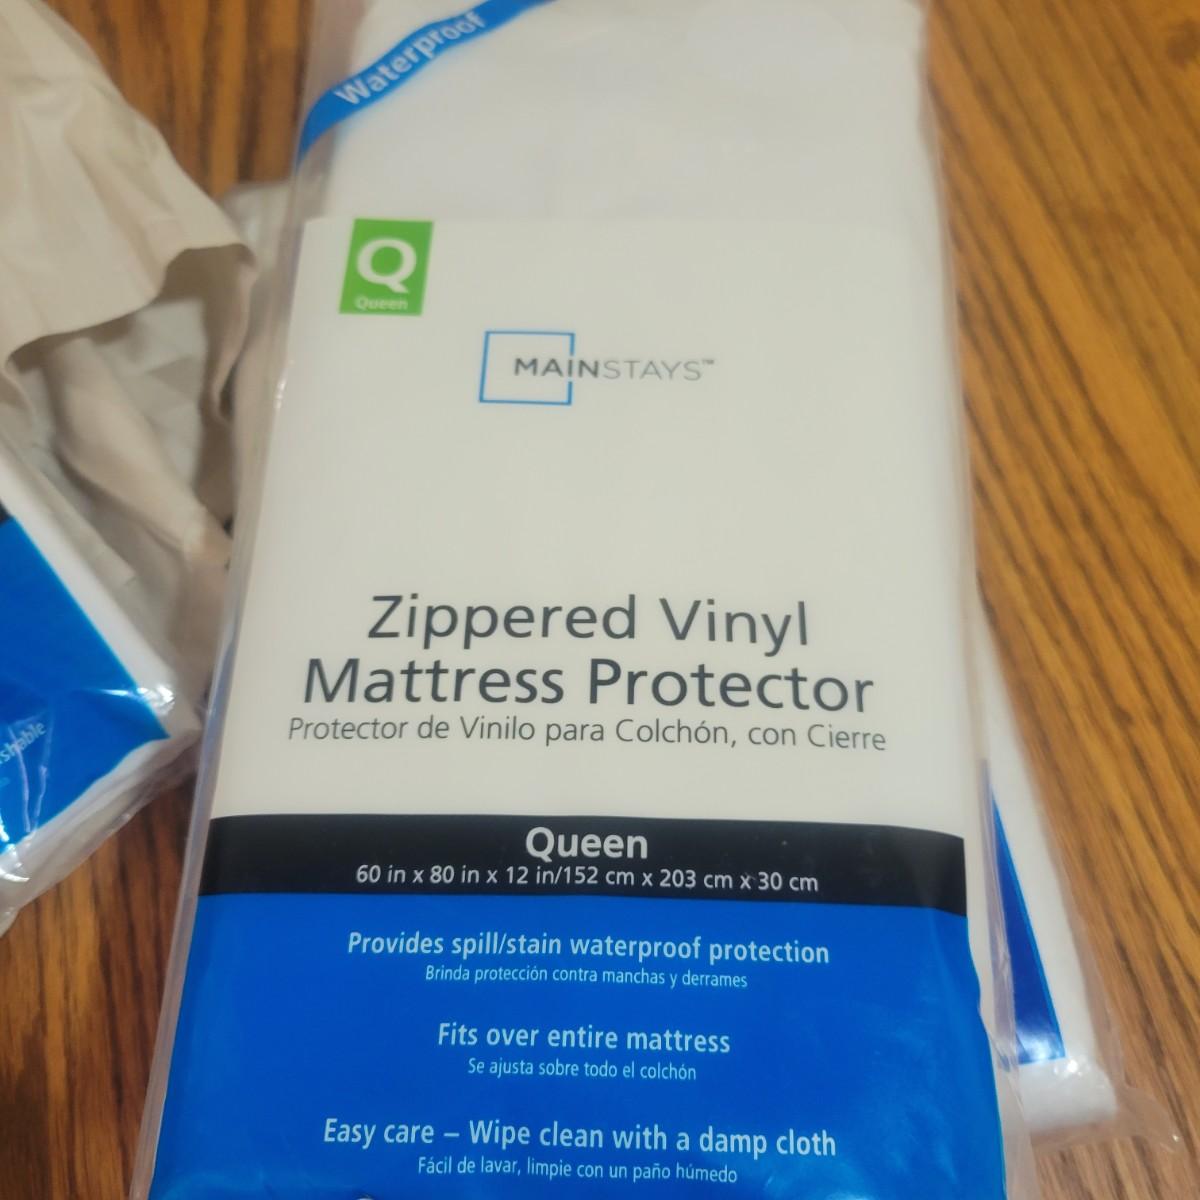 Waterproof
Q
Queen
MAINSTAYS™
Zippered Vinyl
Mattress Protector
Protector de Vinilo para Colchón, con Cierre
Queen
60 in x 80 in x 12 in/152 cm x 203 cm x 30 cm
Provides spill/stain waterproof protection
Brinda protección contra manchas y derrames
Fits over entire mattress
Se ajusta sobre todo el colchón
Easy care – Wipe clean with a damp cloth
Fácil de lavar, limpie con un paño húmedo